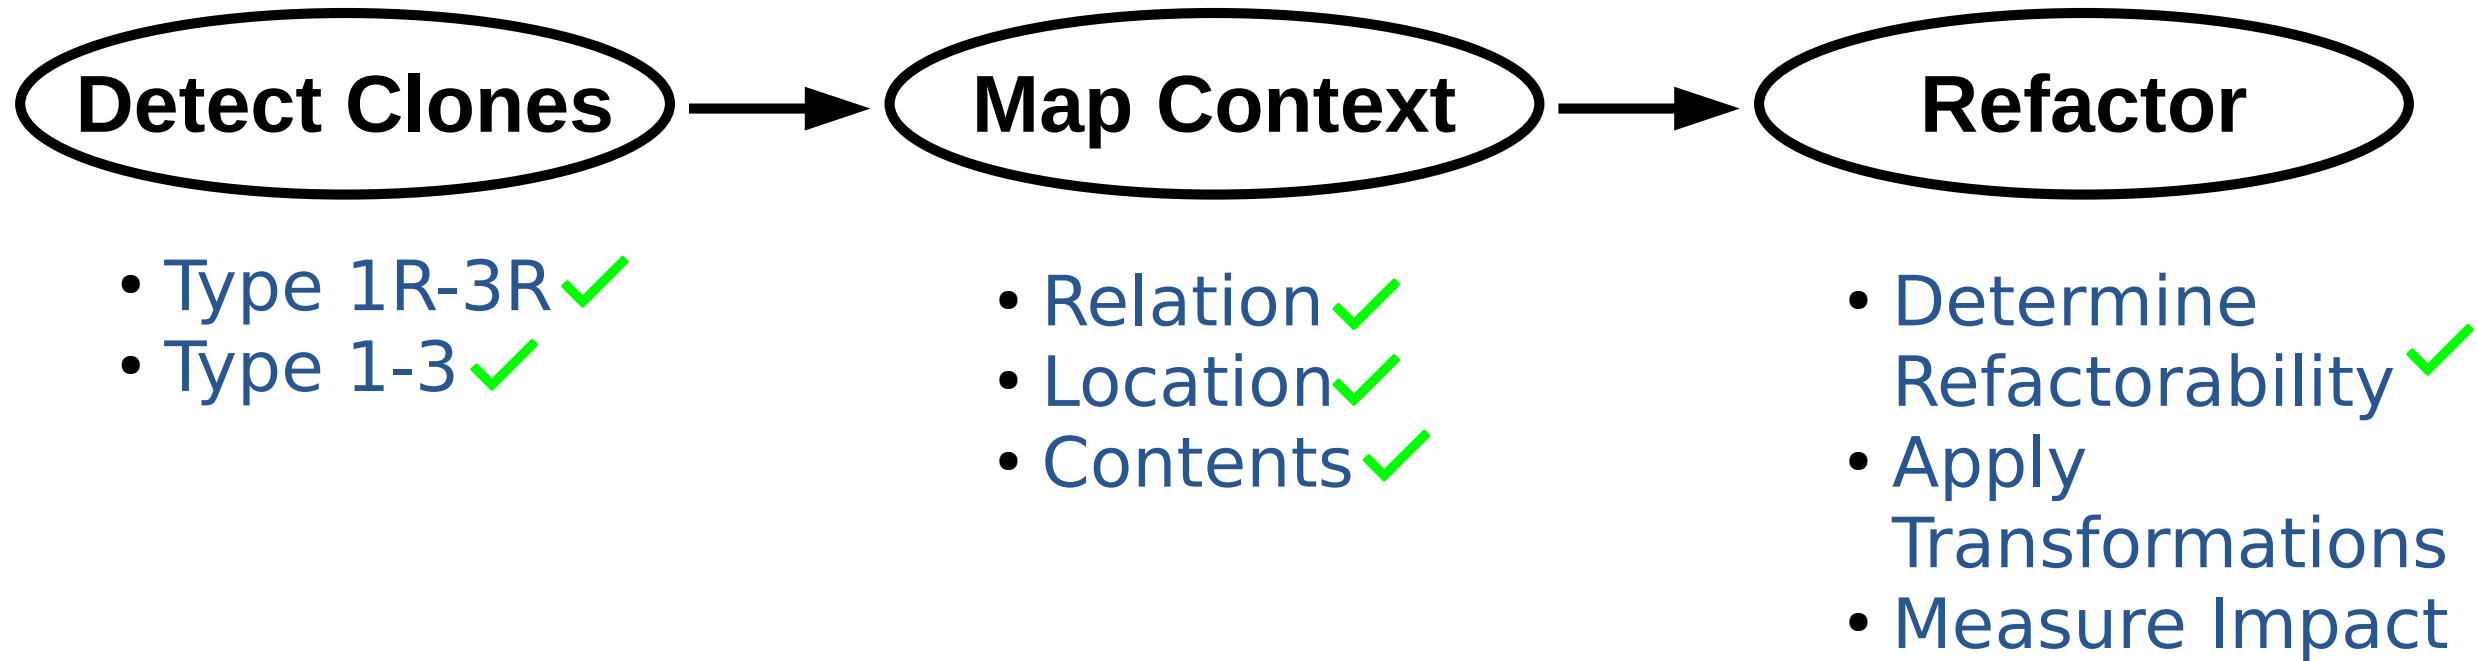 Detect Clones
Map Context
Refactor
• Type 1R-3R
• Type 1-3
• Relation
• Location
• Contents
• Determine
Refactorability
• Apply
Transformations
• Measure Impact